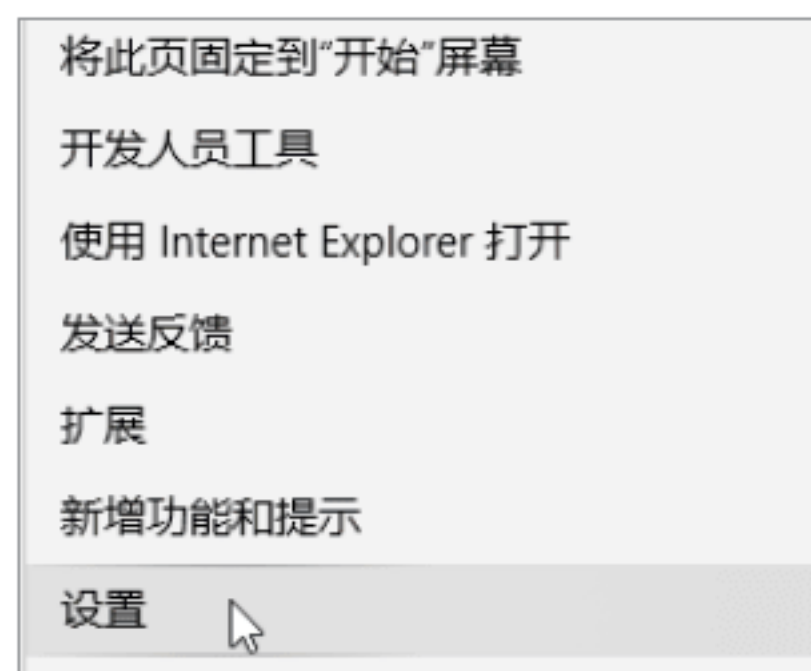 将此页固定到“开始”屏幕
开发人员工具
使用 Internet Explorer 打开
发送反馈
扩展
新增功能和提示
设置